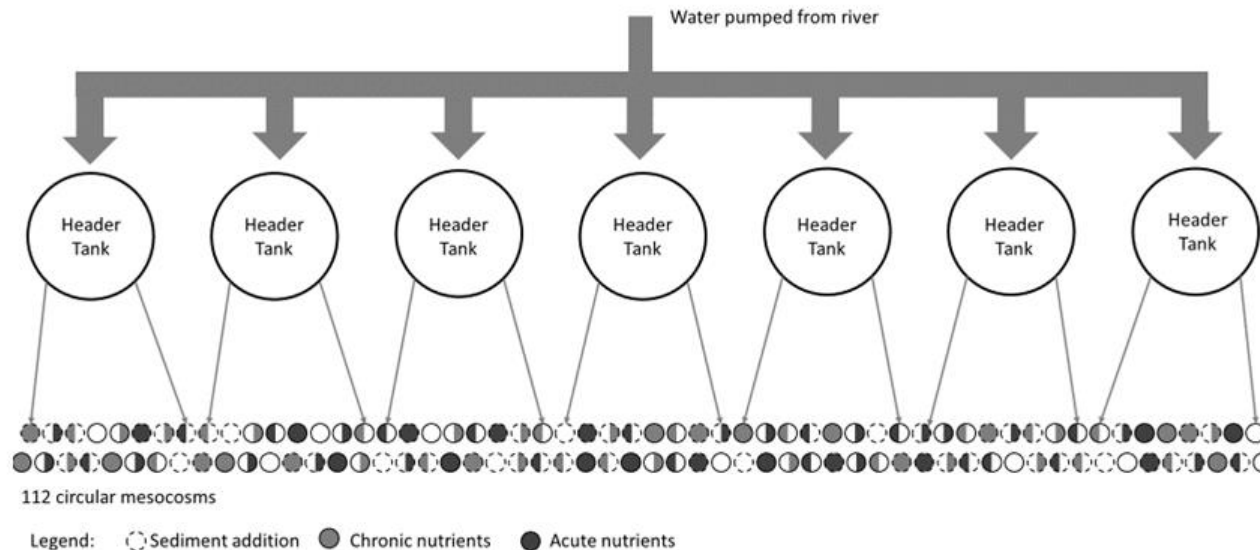 Water pumped from river
Header
Tank
Header
Tank
Header
Tank
Header
Tank
Header
Tank
Header
Tank
Header
Tank
112 circular mesocosms
Legend: Sediment addition Chronic nutrients Acute nutrients